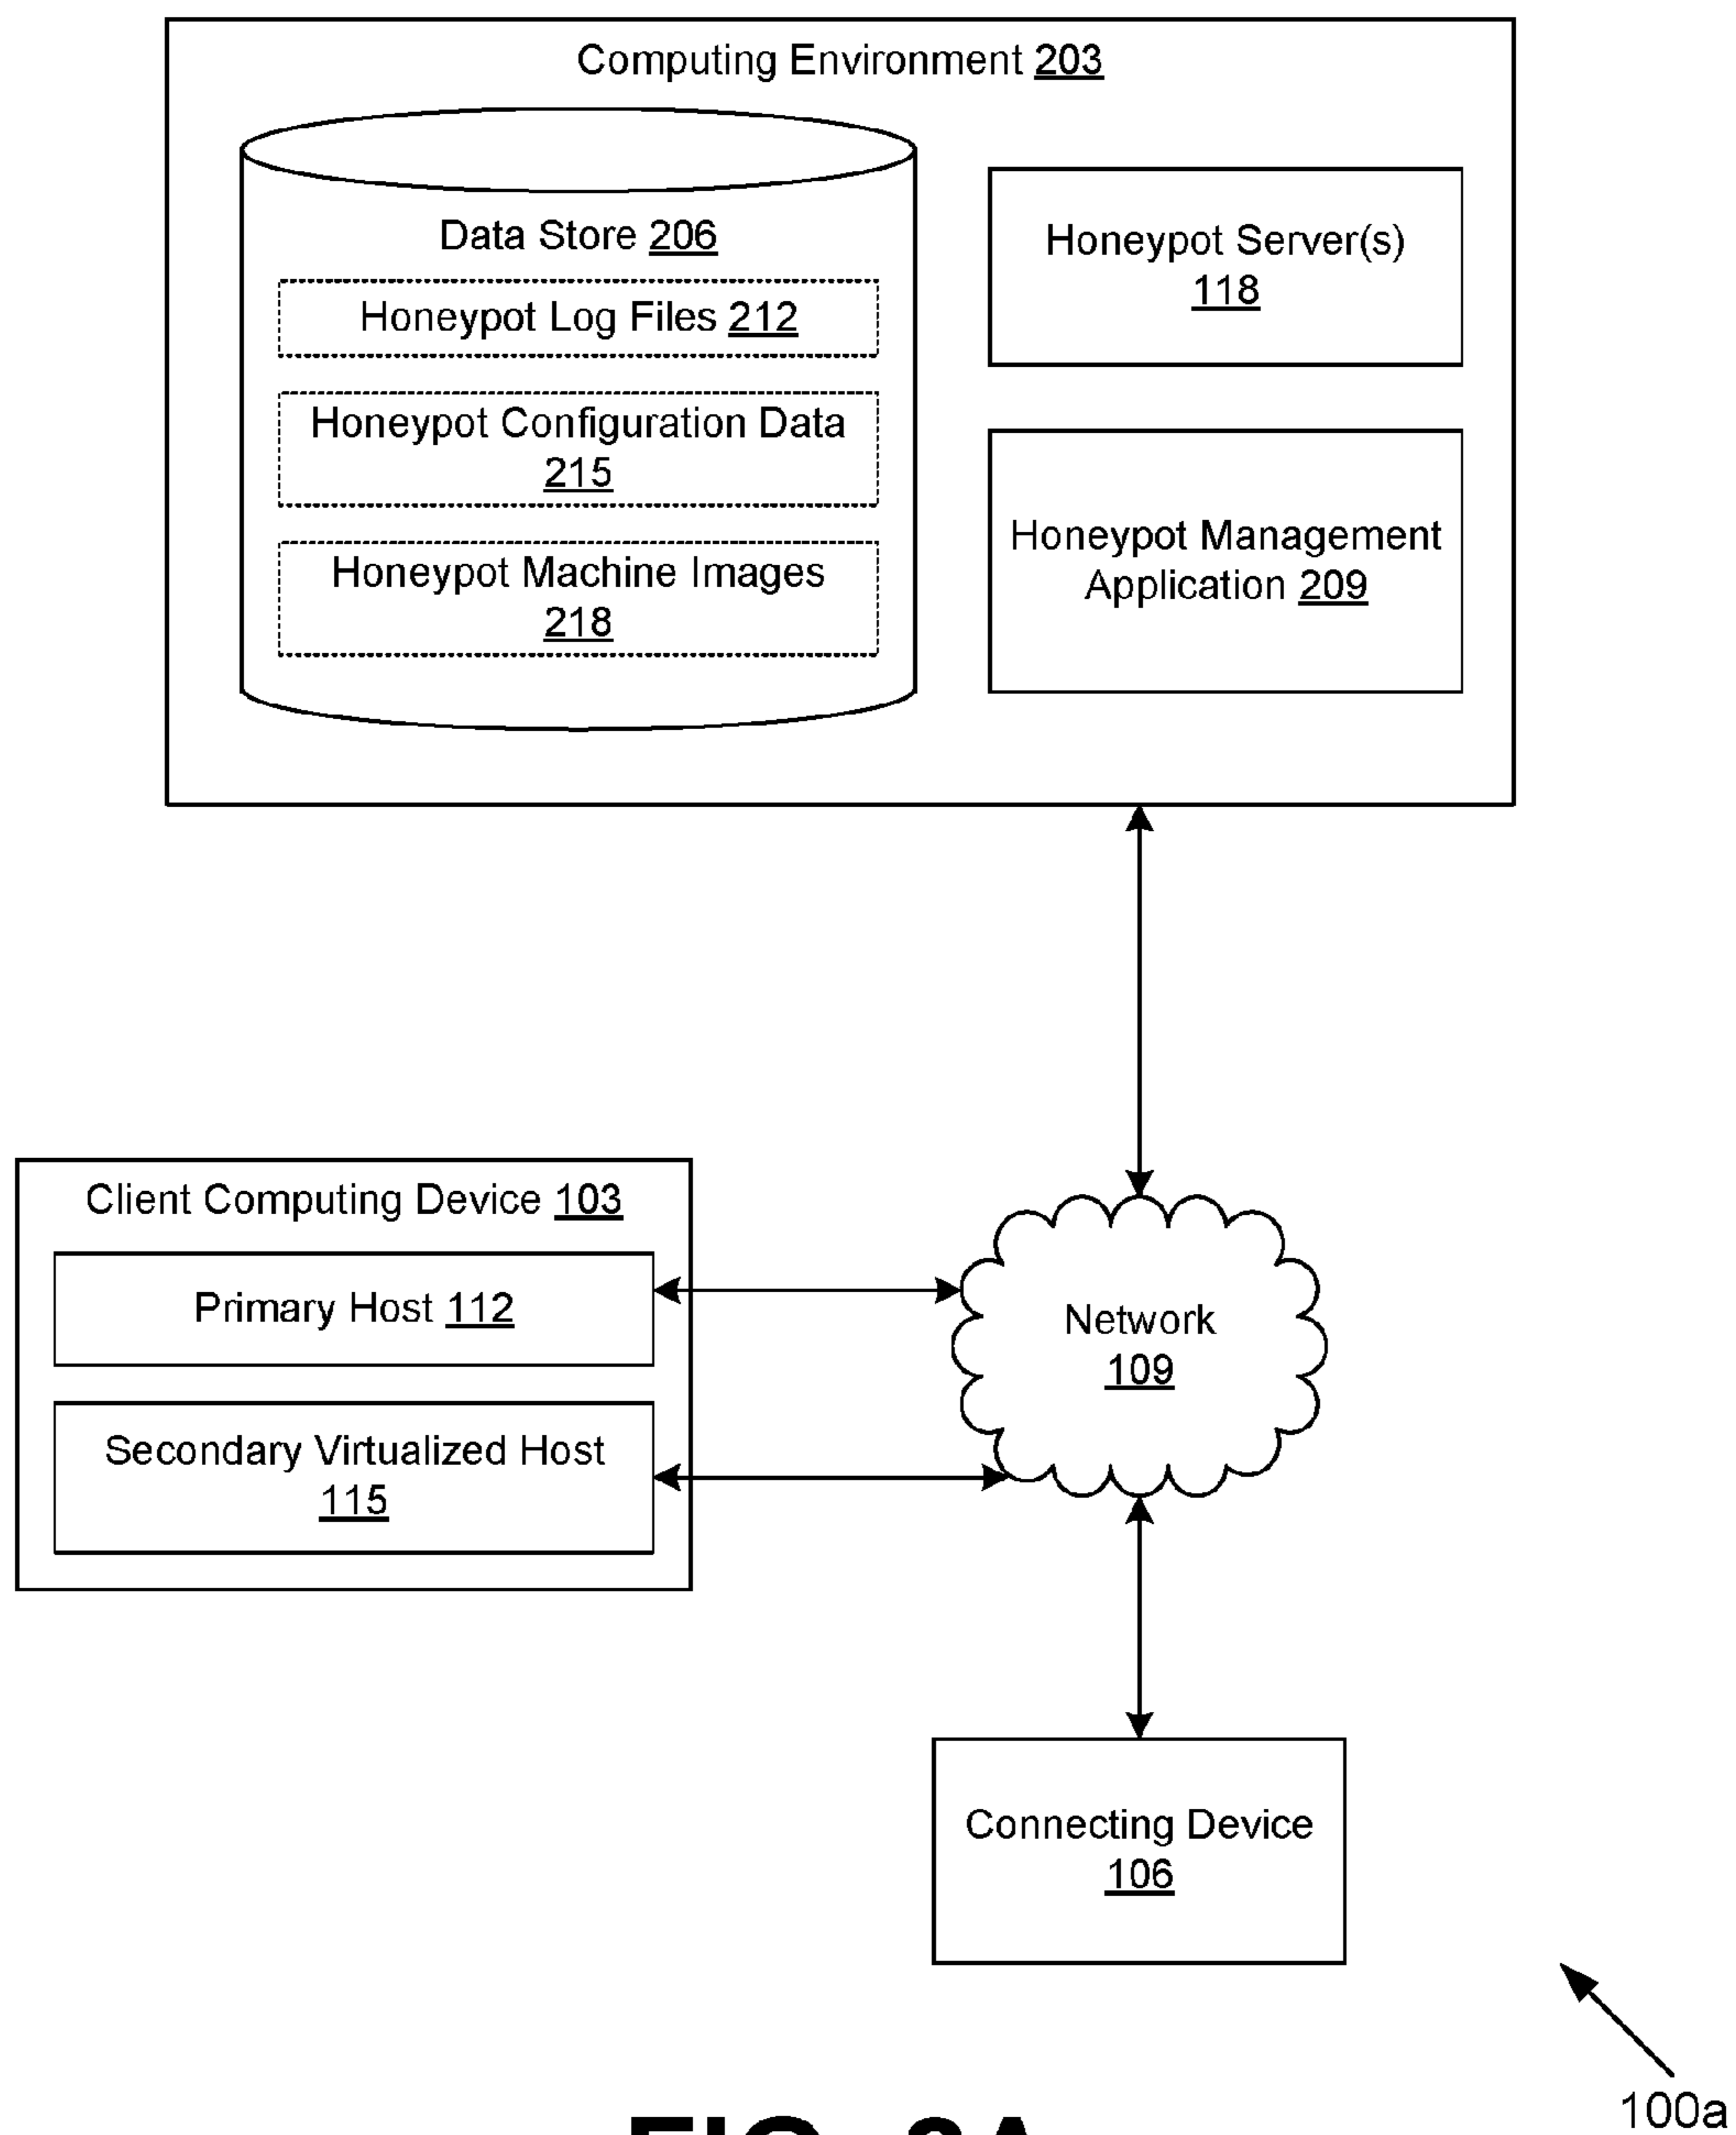 Computing Environment 203
Data Store 206
Honeypot Log Files 212
Honeypot Configuration Data
215
Honeypot Machine Images
218
Honeypot Server(s)
118
Honeypot Management
Application 209
Client Computing Device 103
Primary Host 112
Secondary Virtualized Host
115
Network
109
Connecting Device
106
100a